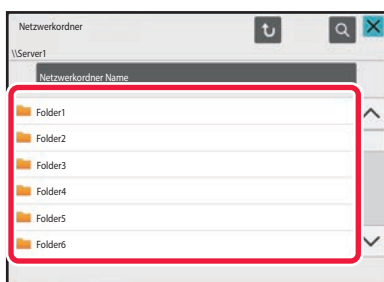 Netzwerkordner
\\Server1
Netzwerkordner Name
Folder1
Folder2
Folder3
Folder4
Folder5
Folder6